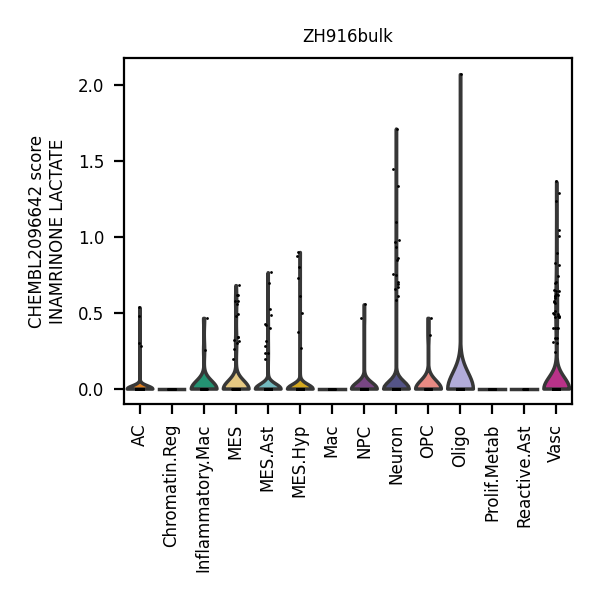 ZH916bulk
CHEMBL2096642 score
INAMRINONE LACTATE
2.0
1.5
1.0
0.5
0.0
AC
Chromatin.Reg
Inflammatory.Mac
MES
MES.Ast
MES.Hyp
Mac
NPC
Neuron
OPC
Oligo
Prolif.Metab
Reactive.Ast
Vasc